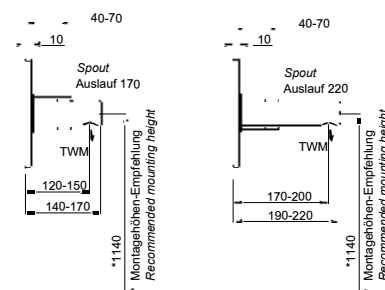 40-70
10
Spout
Auslauf 170
TWM
120-150
140-170
*1140
* Montagehöhen-Empfehlung
Recommended mounting height
40-70
10
Spout
Auslauf 220
TWM
170-200
190-220
*1140
* Montagehöhen-Empfehlung
Recommended mounting height